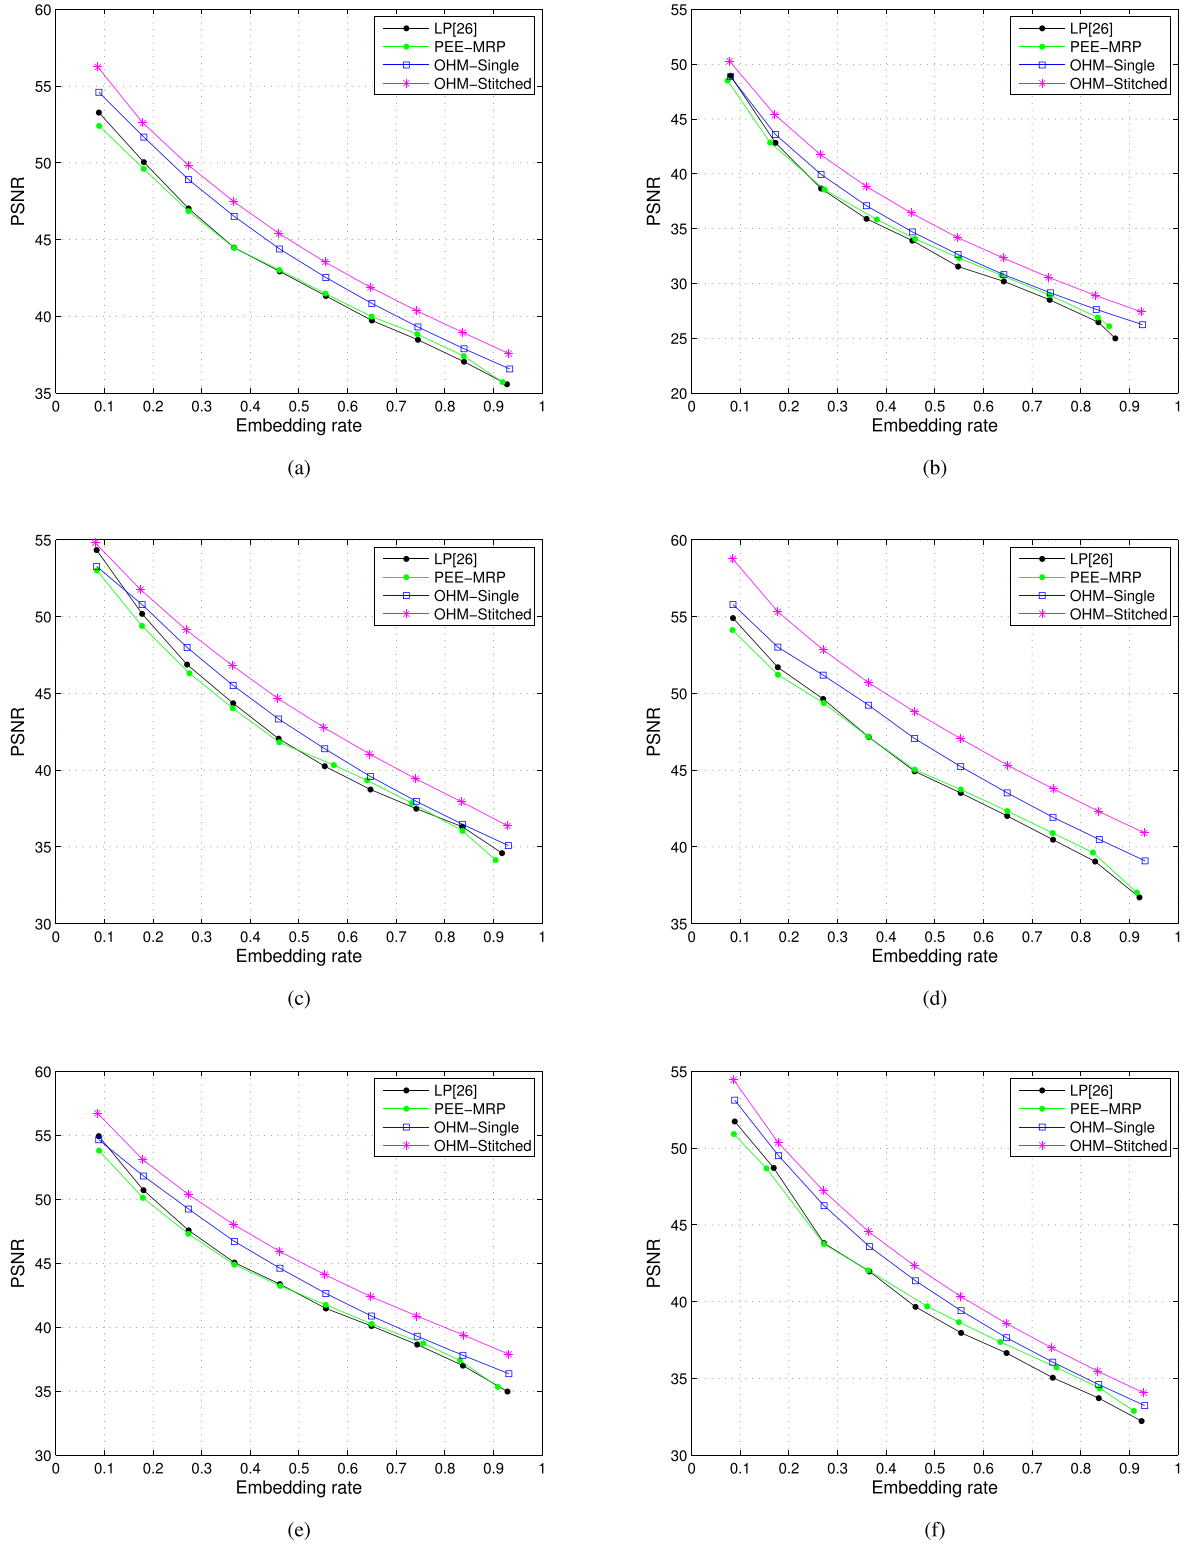 60
55
50
45
40
35
PSNR
0 0.1 0.2 0.3 0.4 0.5 0.6 0.7 0.8 0.9 1
Embedding rate
LP[26]
PEE−MRP
OHM−Single
OHM−Stitched
(a)
55
50
45
40
35
30
25
20
PSNR
0 0.1 0.2 0.3 0.4 0.5 0.6 0.7 0.8 0.9 1
Embedding rate
LP[26]
PEE−MRP
OHM−Single
OHM−Stitched
(b)
55
50
45
40
35
30
PSNR
0 0.1 0.2 0.3 0.4 0.5 0.6 0.7 0.8 0.9 1
Embedding rate
LP[26]
PEE−MRP
OHM−Single
OHM−Stitched
(c)
60
55
50
45
40
35
PSNR
0 0.1 0.2 0.3 0.4 0.5 0.6 0.7 0.8 0.9 1
Embedding rate
LP[26]
PEE−MRP
OHM−Single
OHM−Stitched
(d)
60
55
50
45
40
35
30
PSNR
0 0.1 0.2 0.3 0.4 0.5 0.6 0.7 0.8 0.9 1
Embedding rate
LP[26]
PEE−MRP
OHM−Single
OHM−Stitched
(e)
55
50
45
40
35
30
PSNR
0 0.1 0.2 0.3 0.4 0.5 0.6 0.7 0.8 0.9 1
Embedding rate
LP[26]
PEE−MRP
OHM−Single
OHM−Stitched
(f)